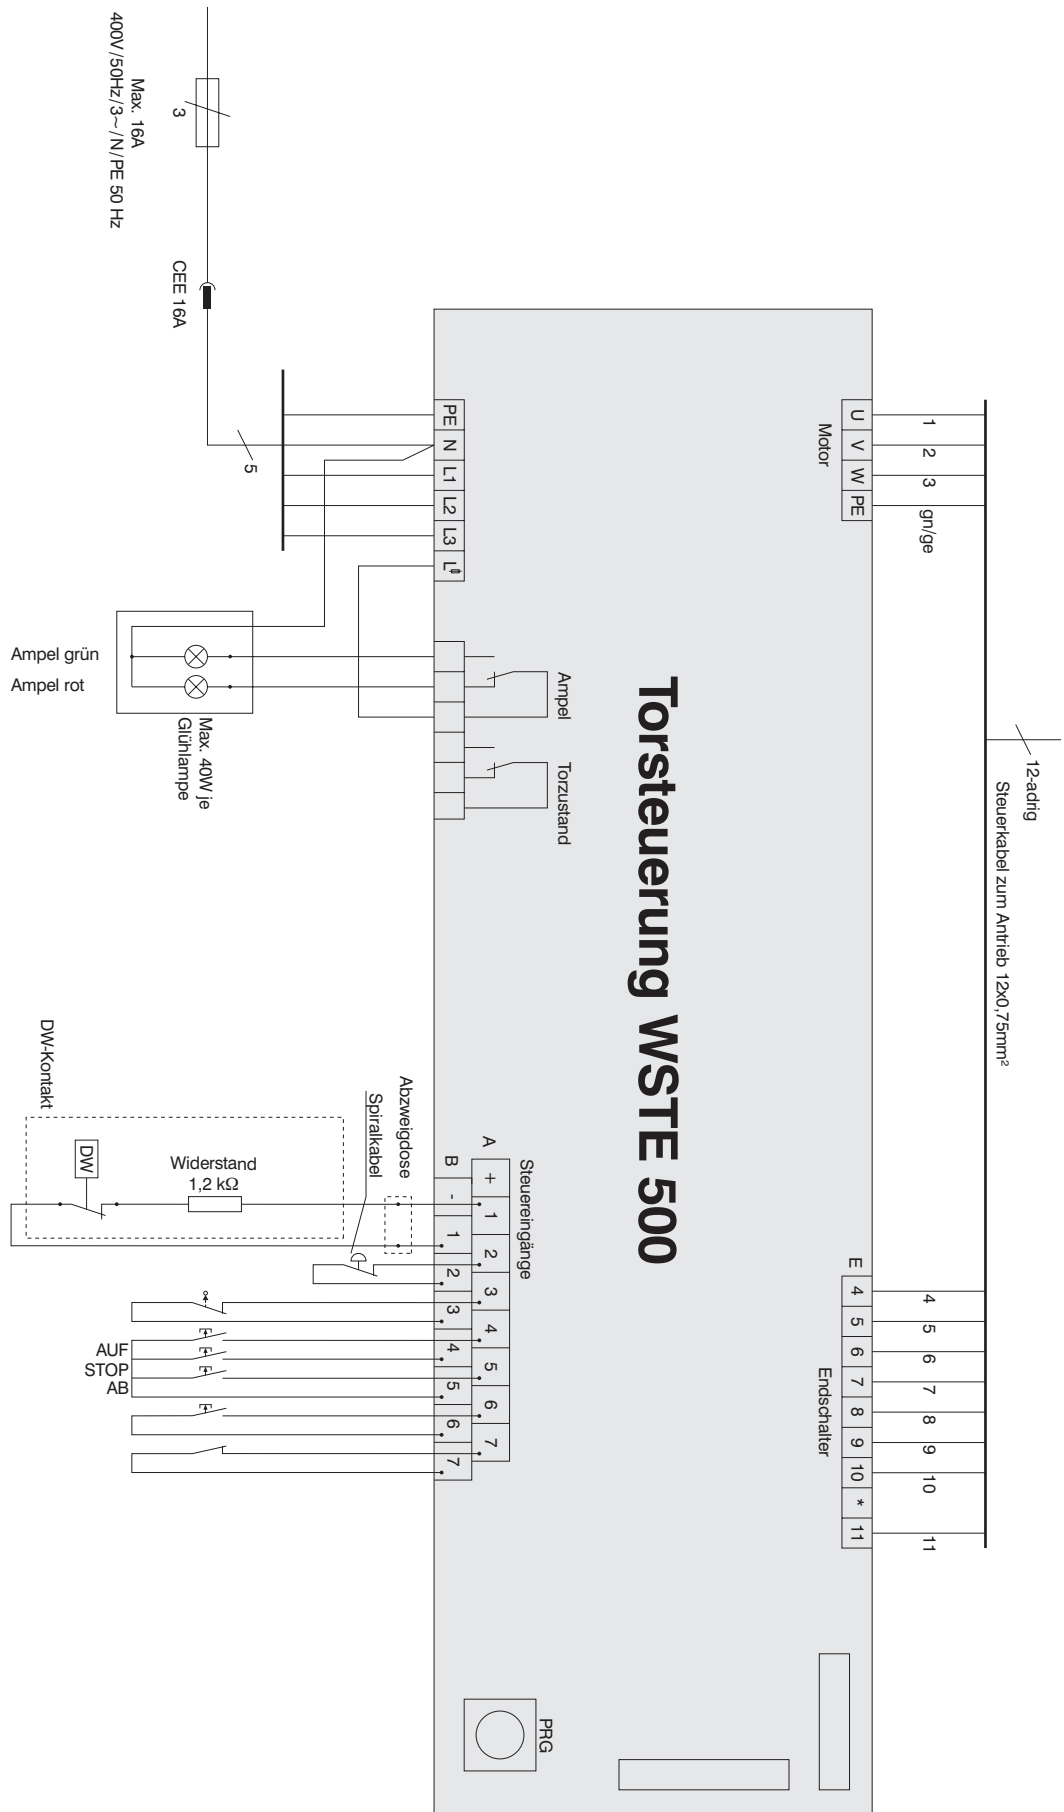 Max. 16A
400V/50Hz/3~/N/PE 50 Hz
3
CEE 16A
5
PE
N
L1
L2
L3
L
Motor
U
V
W
PE
1
2
3
gn/ge
12-adrig
Steuerkabel zum Antrieb 12x0,75mm²
Torsteuerung WSTE 500
Ampel
Torzustand
Ampel grün
Ampel rot
Max. 40W je
Glühlampe
DW-Kontakt
DW
Widerstand
1,2 kΩ
Abzweigdose
Spiralkabel
Steuereingänge
A
+
1
2
3
4
5
6
7
B
-
1
2
3
4
5
6
7
AUF
STOP
AB
E
4
5
6
7
8
9
10
*
11
Endschalter
4
5
6
7
8
9
10
11
PRG